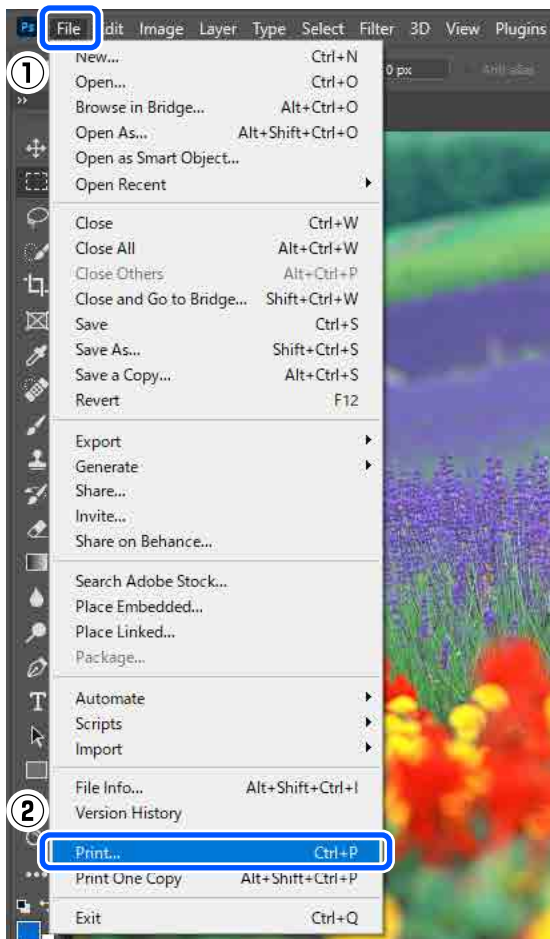 Ps File Edit Image Layer Type Select Filter 3D View Plugins
①
New... Ctrl+N
0 px Anti-alias
Open... Ctrl+O
Browse in Bridge... Alt+Ctrl+O
Open As... Alt+Shift+Ctrl+O
Open as Smart Object...
Open Recent
Close Ctrl+W
Close All Alt+Ctrl+W
Close Others Alt+Ctrl+P
Close and Go to Bridge... Shift+Ctrl+W
Save Ctrl+S
Save As... Shift+Ctrl+S
Save a Copy... Alt+Ctrl+S
Revert F12
Export
Generate
Share...
Invite...
Share on Behance...
Search Adobe Stock...
Place Embedded...
Place Linked...
Package...
T
Automate
Scripts
Import
File Info... Alt+Shift+Ctrl+I
Version History
②
Print... Ctrl+P
Print One Copy Alt+Shift+Ctrl+P
Exit Ctrl+Q